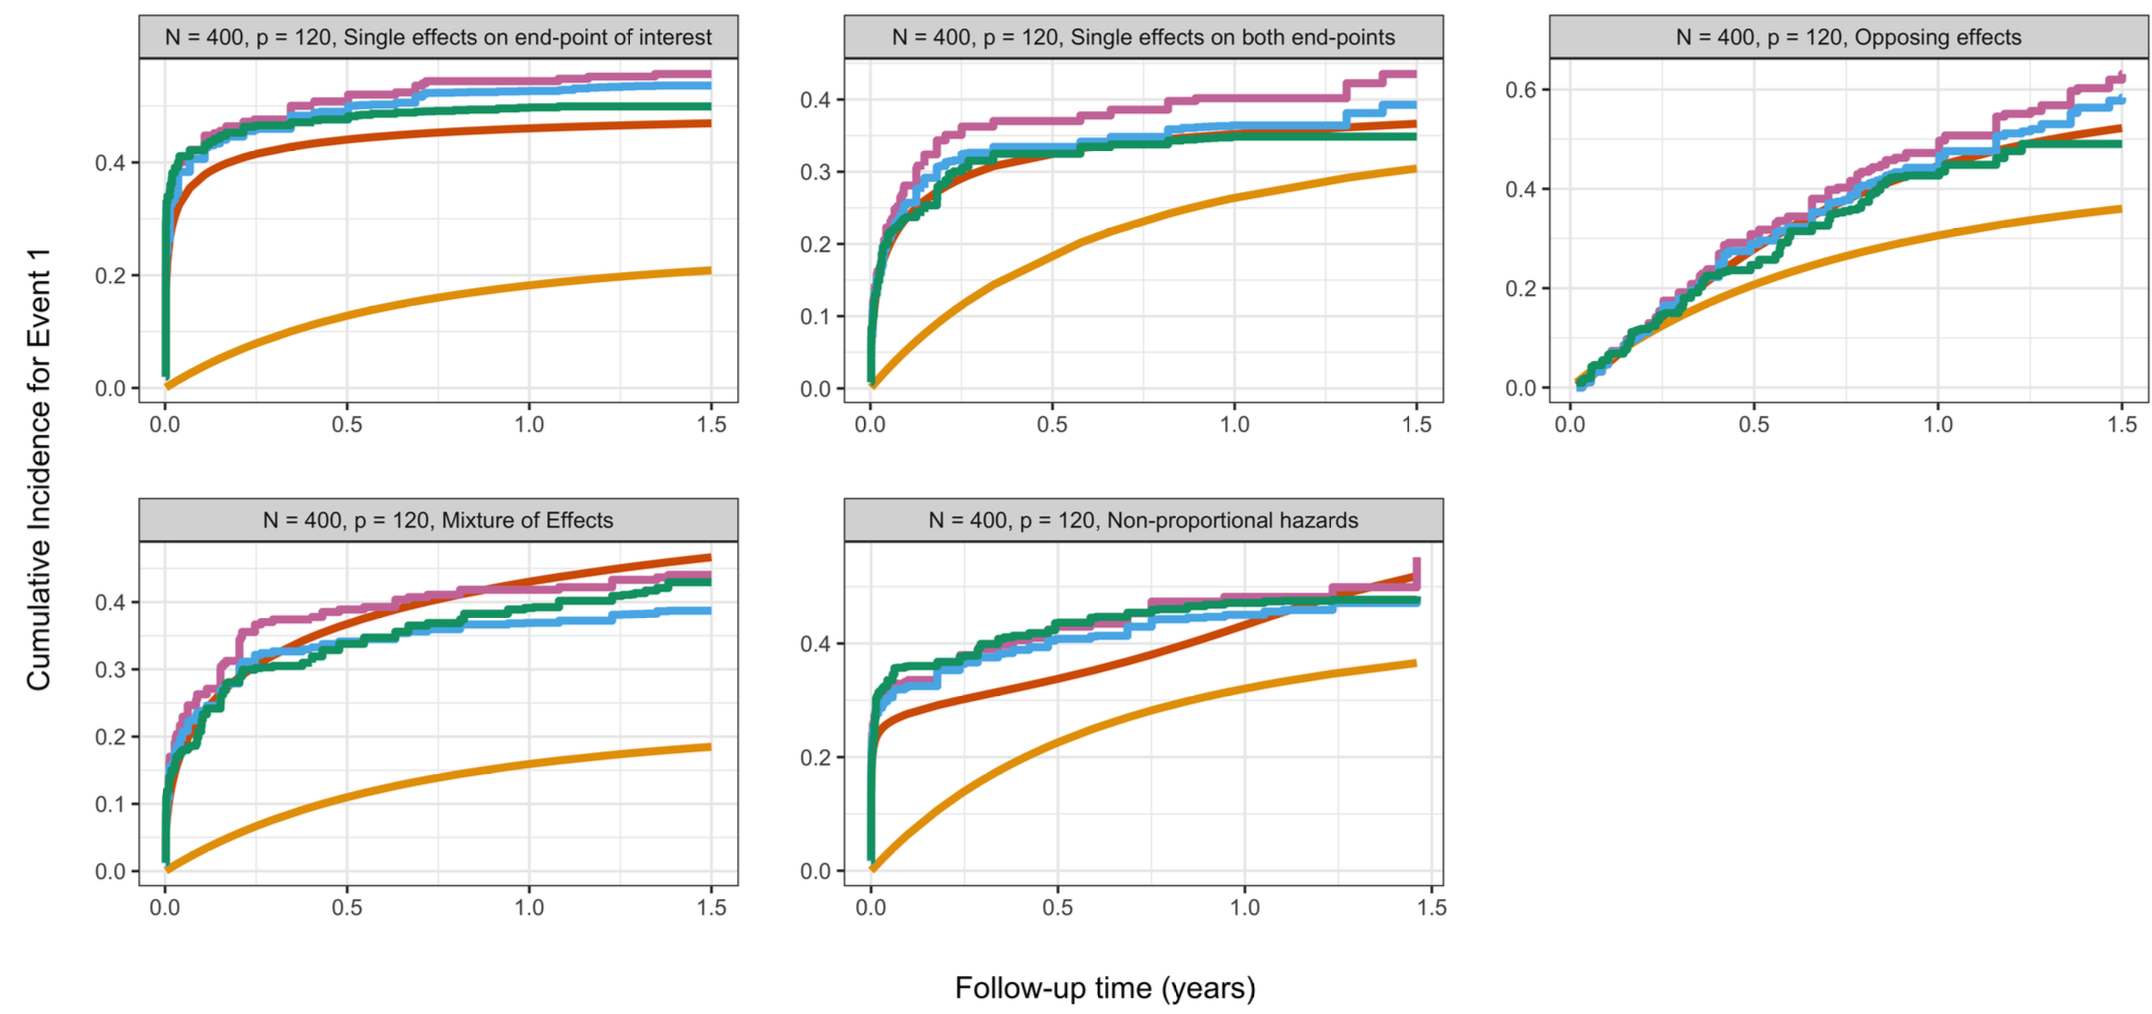 N = 400, p = 120, Single effects on end-point of interest
N = 400, p = 120, Single effects on both end-points
N = 400, p = 120, Opposing effects
0.4
0.2
0.0
0.0 0.5 1.0 1.5
0.4
0.3
0.2
0.1
0.0
0.0 0.5 1.0 1.5
0.6
0.4
0.2
0.0
0.0 0.5 1.0 1.5
Cumulative Incidence for Event 1
N = 400, p = 120, Mixture of Effects
N = 400, p = 120, Non-proportional hazards
0.4
0.3
0.2
0.1
0.0
0.0 0.5 1.0 1.5
0.4
0.2
0.0
0.0 0.5 1.0 1.5
Follow-up time (years)